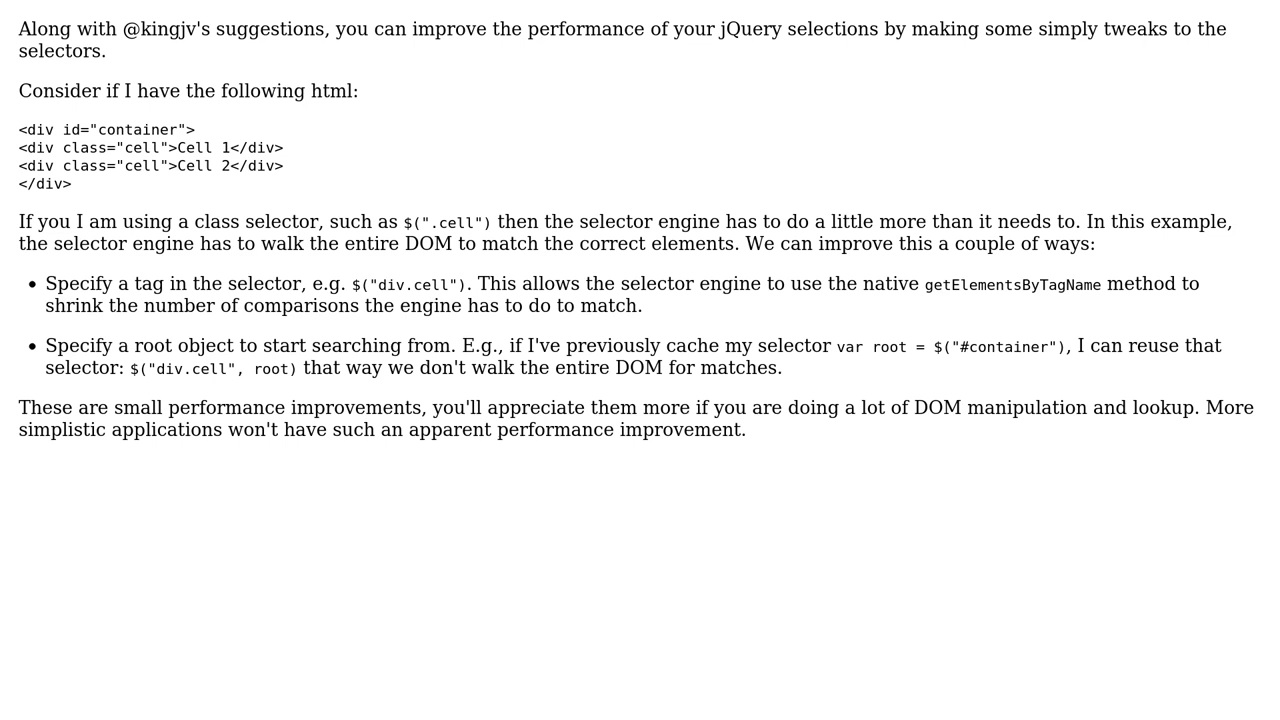 Along with @kingjv's suggestions, you can improve the performance of your jQuery selections by making some simply tweaks to the
selectors.
Consider if I have the following html:
<div id="container">
<div class="cell">Cell 1</div>
<div class="cell">Cell 2</div>
</div>
If you I am using a class selector, such as $(".cell") then the selector engine has to do a little more than it needs to. In this example,
the selector engine has to walk the entire DOM to match the correct elements. We can improve this a couple of ways:
• Specify a tag in the selector, e.g. $("div.cell"). This allows the selector engine to use the native getElementsByTagName method to
shrink the number of comparisons the engine has to do to match.
• Specify a root object to start searching from. E.g., if I've previously cache my selector var root = $("#container"), I can reuse that
selector: $("div.cell", root) that way we don't walk the entire DOM for matches.
These are small performance improvements, you'll appreciate them more if you are doing a lot of DOM manipulation and lookup. More
simplistic applications won't have such an apparent performance improvement.